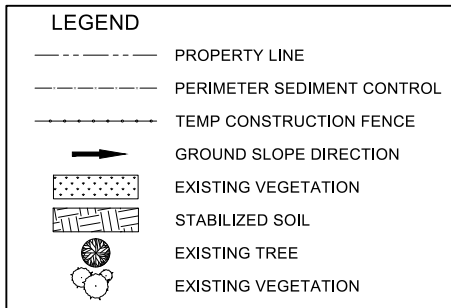 LEGEND
PROPERTY LINE
PERIMETER SEDIMENT CONTROL
TEMP CONSTRUCTION FENCE
GROUND SLOPE DIRECTION
EXISTING VEGETATION
STABILIZED SOIL
EXISTING TREE
EXISTING VEGETATION